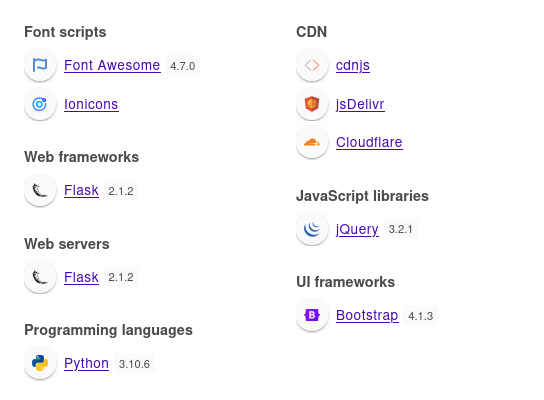 Font scripts
Font Awesome 4.7.0
Ionicons
Web frameworks
Flask 2.1.2
Web servers
Flask 2.1.2
Programming languages
Python 3.10.6
CDN
cdnjs
jsDelivr
Cloudflare
JavaScript libraries
jQuery 3.2.1
UI frameworks
Bootstrap 4.1.3